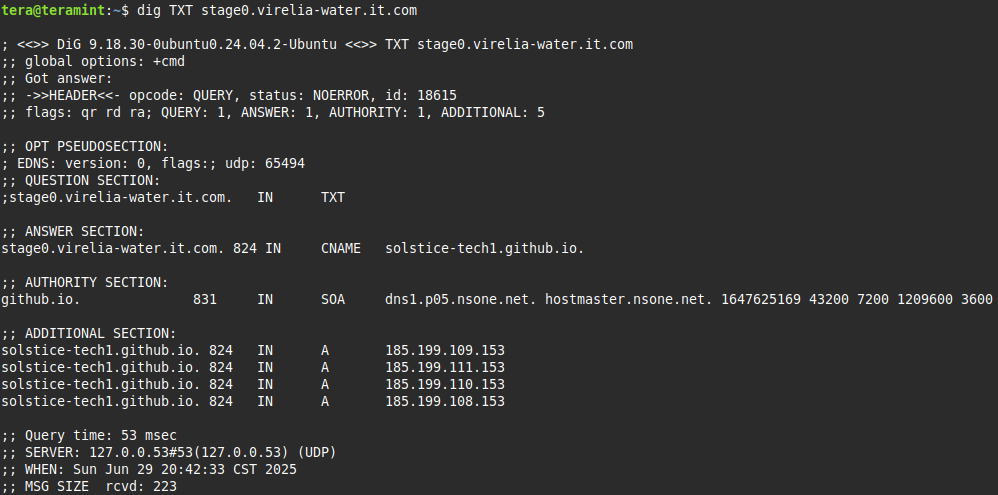 tera@teramint:~$ dig TXT stage0.virelia-water.it.com
; <<>> DiG 9.18.30-0ubuntu0.24.04.2-Ubuntu <<>> TXT stage0.virelia-water.it.com
;; global options: +cmd
;; Got answer:
;; ->>HEADER<<- opcode: QUERY, status: NOERROR, id: 18615
;; flags: qr rd ra; QUERY: 1, ANSWER: 1, AUTHORITY: 1, ADDITIONAL: 5
;; OPT PSEUDOSECTION:
; EDNS: version: 0, flags:; udp: 65494
;; QUESTION SECTION:
;stage0.virelia-water.it.com. IN TXT
;; ANSWER SECTION:
stage0.virelia-water.it.com. 824 IN CNAME solstice-tech1.github.io.
;; AUTHORITY SECTION:
github.io. 831 IN SOA dns1.p05.nsone.net. hostmaster.nsone.net. 1647625169 43200 7200 1209600 3600
;; ADDITIONAL SECTION:
solstice-tech1.github.io. 824 IN A 185.199.109.153
solstice-tech1.github.io. 824 IN A 185.199.111.153
solstice-tech1.github.io. 824 IN A 185.199.110.153
solstice-tech1.github.io. 824 IN A 185.199.108.153
;; Query time: 53 msec
;; SERVER: 127.0.0.53#53(127.0.0.53) (UDP)
;; WHEN: Sun Jun 29 20:42:33 CST 2025
;; MSG SIZE rcvd: 223